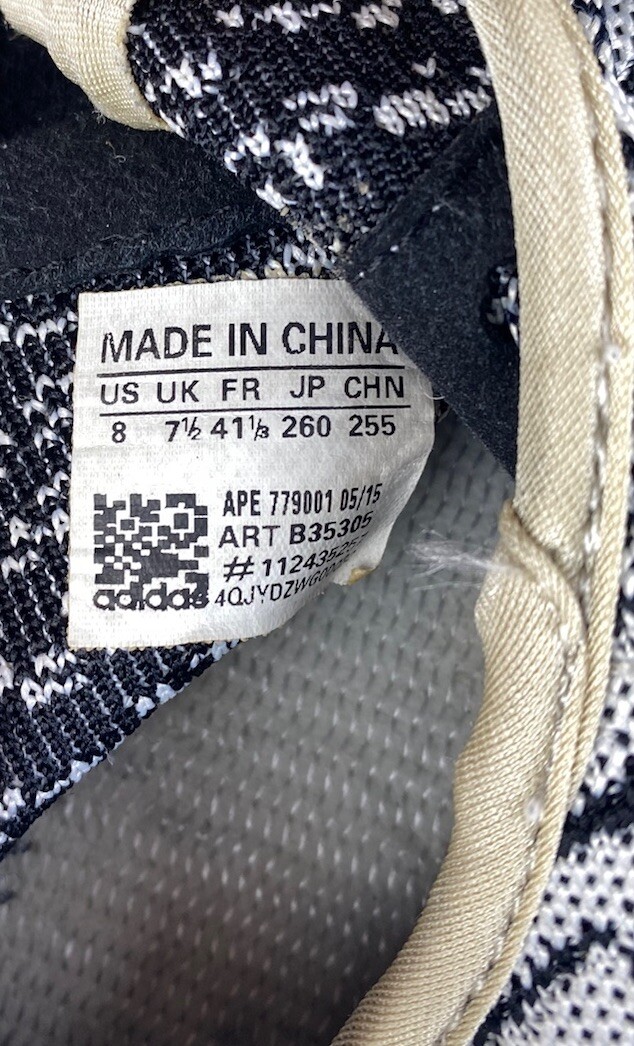 MADE IN CHINA
US UK FR JP CHN
8 7½ 41⅓ 260 255
APE 779001 05/15
ART B35305
#
adidas